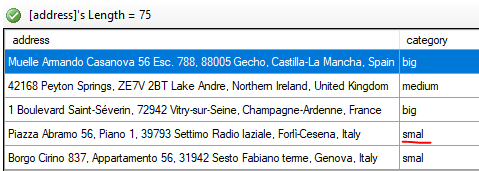 [address]'s Length = 75
address category
Muelle Armando Casanova 56 Esc. 788, 88005 Gecho, Castilla-La Mancha, Spain big
42168 Peyton Springs, ZE7V 2BT Lake Andre, Northern Ireland, United Kingdom medium
1 Boulevard Saint-Séverin, 72942 Vitry-sur-Seine, Champagne-Ardenne, France big
Piazza Abramo 56, Piano 1, 39793 Settimo Radio laziale, Forlì-Cesena, Italy smal
Borgo Cirino 837, Appartamento 56, 31942 Sesto Fabiano terme, Genova, Italy smal